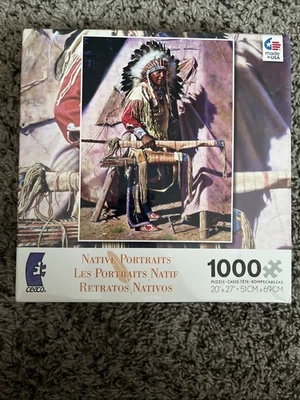 made
in USA
NATIVE PORTRAITS
LES PORTRAITS NATIF
RETRATOS NATIVOS
ceaco.
1000
PUZZLE • CASSE-TÊTE • ROMPECABEZAS
20" x 27" • 51CM x 69CM